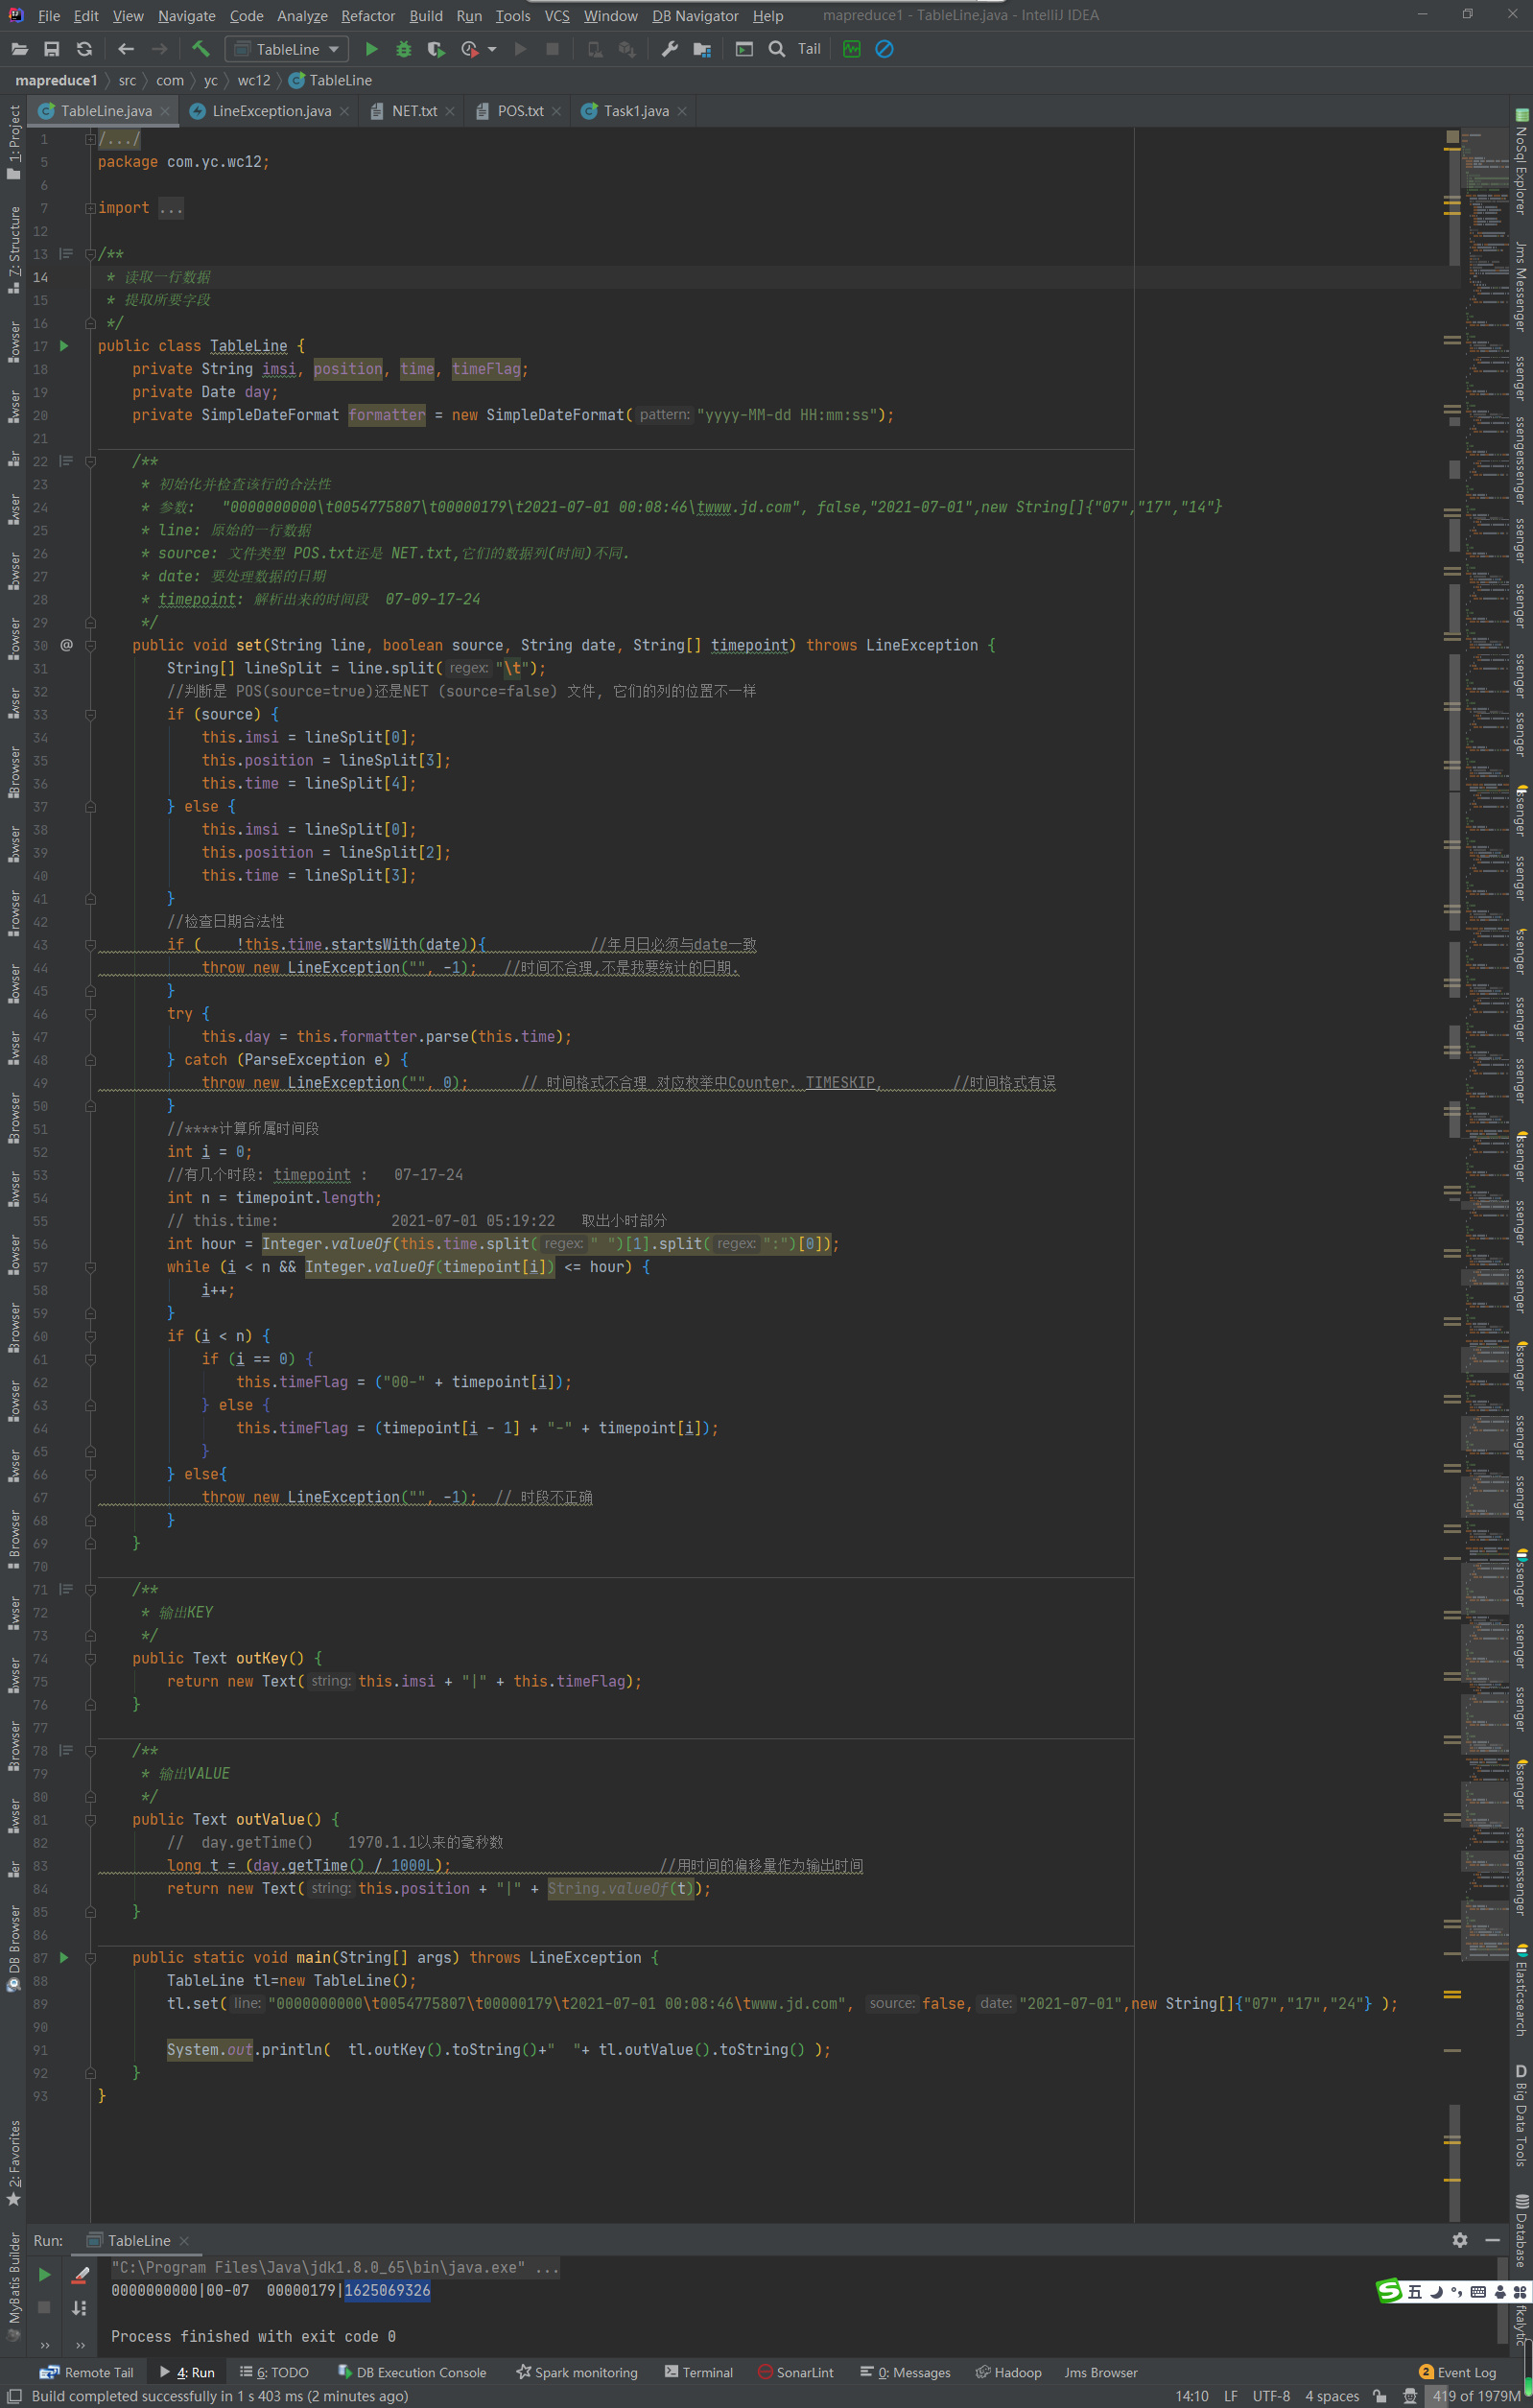 File Edit View Navigate Code Analyze Refactor Build Run Tools VCS Window DB Navigator Help mapreduce1 - TableLine.java - IntelliJ IDEA
TableLine Tail
mapreduce1 src com yc wc12 TableLine
TableLine.java LineException.java NET.txt POS.txt Task1.java
1 /.../
5 package com.yc.wc12;
6
7 import ...
12
13 /**
14 * 读取一行数据
15 * 提取所要字段
16 */
17 public class TableLine {
18 private String imsi, position, time, timeFlag;
19 private Date day;
20 private SimpleDateFormat formatter = new SimpleDateFormat( pattern: "yyyy-MM-dd HH:mm:ss");
21
22 /**
23 * 初始化并检查该行的合法性
24 * 参数: "0000000000\t0054775807\t00000179\t2021-07-01 00:08:46\twww.jd.com", false,"2021-07-01",new String[]{"07","17","14"}
25 * line: 原始的一行数据
26 * source: 文件类型 POS.txt还是 NET.txt,它们的数据列(时间)不同.
27 * date: 要处理数据的日期
28 * timepoint: 解析出来的时间段 07-09-17-24
29 */
30 public void set(String line, boolean source, String date, String[] timepoint) throws LineException {
31 String[] lineSplit = line.split( regex: "\t");
32 //判断是 POS(source=true)还是NET (source=false) 文件, 它们的列的位置不一样
33 if (source) {
34 this.imsi = lineSplit[0];
35 this.position = lineSplit[3];
36 this.time = lineSplit[4];
37 } else {
38 this.imsi = lineSplit[0];
39 this.position = lineSplit[2];
40 this.time = lineSplit[3];
41 }
42 //检查日期合法性
43 if ( !this.time.startsWith(date)){ //年月日必须与date一致
44 throw new LineException("", -1); //时间不合理,不是我要统计的日期.
45 }
46 try {
47 this.day = this.formatter.parse(this.time);
48 } catch (ParseException e) {
49 throw new LineException("", 0); // 时间格式不合理 对应枚举中Counter. TIMESKIP, //时间格式有误
50 }
51 //****计算所属时间段
52 int i = 0;
53 //有几个时段: timepoint : 07-17-24
54 int n = timepoint.length;
55 // this.time: 2021-07-01 05:19:22 取出小时部分
56 int hour = Integer.valueOf(this.time.split( regex: " ")[1].split( regex: ":")[0]);
57 while (i < n && Integer.valueOf(timepoint[i]) <= hour) {
58 i++;
59 }
60 if (i < n) {
61 if (i == 0) {
62 this.timeFlag = ("00-" + timepoint[i]);
63 } else {
64 this.timeFlag = (timepoint[i - 1] + "-" + timepoint[i]);
65 }
66 } else{
67 throw new LineException("", -1); // 时段不正确
68 }
69 }
70
71 /**
72 * 输出KEY
73 */
74 public Text outKey() {
75 return new Text( string: this.imsi + "|" + this.timeFlag);
76 }
77
78 /**
79 * 输出VALUE
80 */
81 public Text outValue() {
82 // day.getTime() 1970.1.1以来的毫秒数
83 long t = (day.getTime() / 1000L); //用时间的偏移量作为输出时间
84 return new Text( string: this.position + "|" + String.valueOf(t));
85 }
86
87 public static void main(String[] args) throws LineException {
88 TableLine tl=new TableLine();
89 tl.set( line: "0000000000\t0054775807\t00000179\t2021-07-01 00:08:46\twww.jd.com", source: false, date: "2021-07-01",new String[]{"07","17","24"} );
90
91 System.out.println( tl.outKey().toString()+" "+ tl.outValue().toString() );
92 }
93 }
1: Project
7: Structure
DB Browser
2: Favorites
MyBatis Builder
NoSql Explorer
Jms Messenger
Elasticsearch
Big Data Tools
Database
Run: TableLine
"C:\Program Files\Java\jdk1.8.0_65\bin\java.exe" ...
0000000000|00-07 00000179|1625069326
Process finished with exit code 0
五
Remote Tail 4: Run 6: TODO DB Execution Console Spark monitoring Terminal SonarLint 0: Messages Hadoop Jms Browser 2 Event Log
Build completed successfully in 1 s 403 ms (2 minutes ago) 14:10 LF UTF-8 4 spaces 419 of 1979M